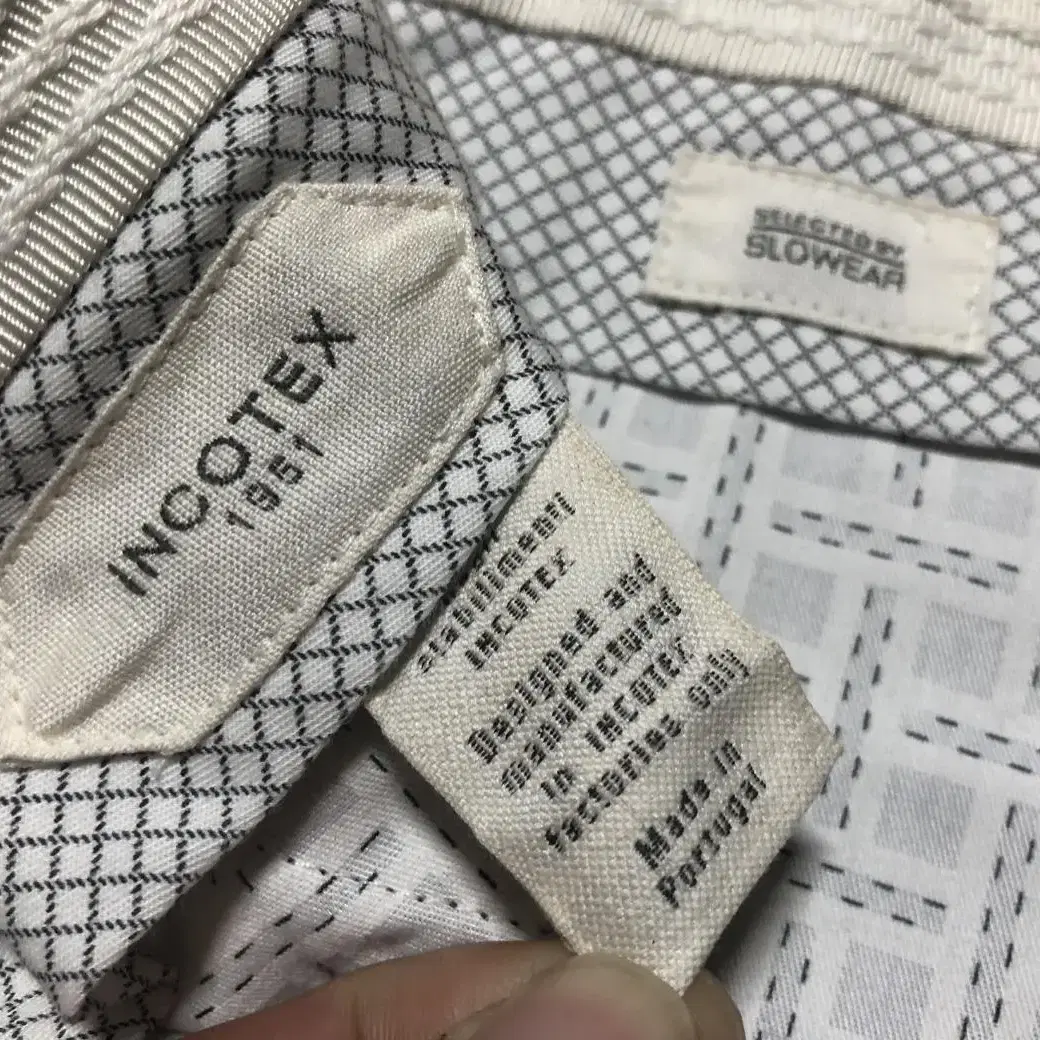 INCOTEX
1951
SELECTED BY
SLOWEAR
stabilimenti
INCOTEX
Designed and
manufactured
in INCOTEX
factories only
Made in
Portugal